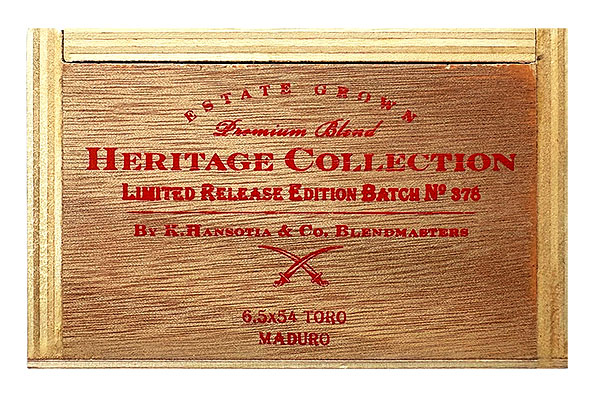 ESTATE GROWN
Premium Blend
HERITAGE COLLECTION
LIMITED RELEASE EDITION BATCH Nº 376
BY K.HANSOTIA & CO. BLENDMASTERS
6.5x54 TORO
MADURO